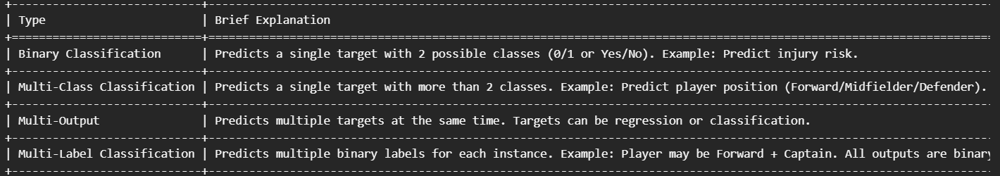 Type | Brief Explanation
Binary Classification | Predicts a single target with 2 possible classes (0/1 or Yes/No). Example: Predict injury risk.
Multi-Class Classification | Predicts a single target with more than 2 classes. Example: Predict player position (Forward/Midfielder/Defender).
Multi-Output | Predicts multiple targets at the same time. Targets can be regression or classification.
Multi-Label Classification | Predicts multiple binary labels for each instance. Example: Player may be Forward + Captain. All outputs are binary